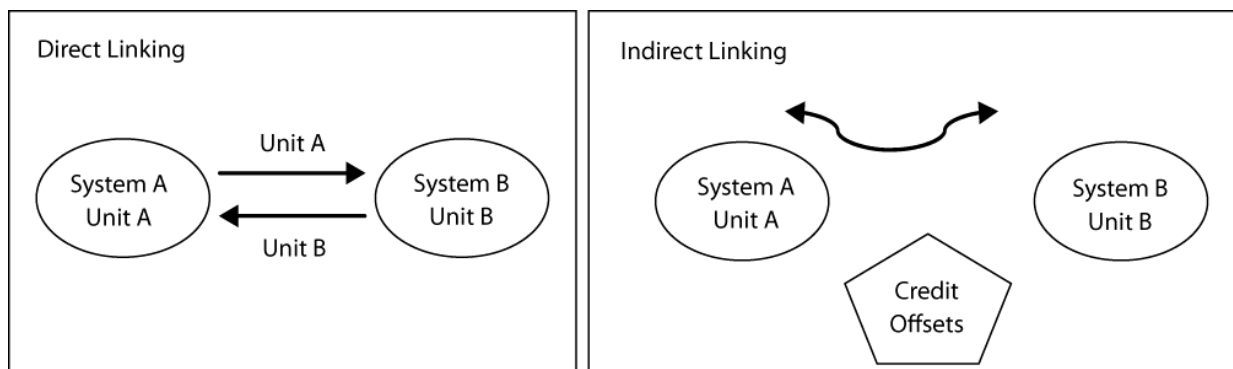 Direct Linking
Unit A
System A
Unit A
System B
Unit B
Unit B
Indirect Linking
System A
Unit A
System B
Unit B
Credit
Offsets